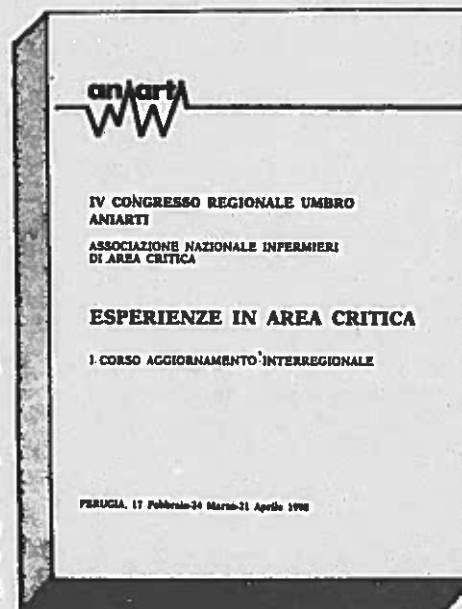 aniarti
IV CONGRESSO REGIONALE UMBRO
ANIARTI
ASSOCIAZIONE NAZIONALE INFERMIERI
DI AREA CRITICA
ESPERIENZE IN AREA CRITICA
I CORSO AGGIORNAMENTO INTERREGIONALE
PERUGIA, 17 Febbraio-24 Marzo-21 Aprile